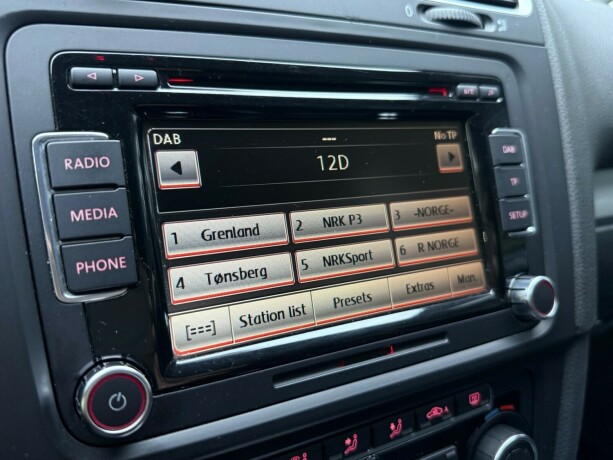 RADIO
MEDIA
PHONE
DAB
---
No TP
12D
1 Grenland
2 NRK P3
3 -NORGE-
4 Tønsberg
5 NRKSport
6 R NORGE
[===]
Station list
Presets
Extras
Man.
DAB
TP
SETUP
0